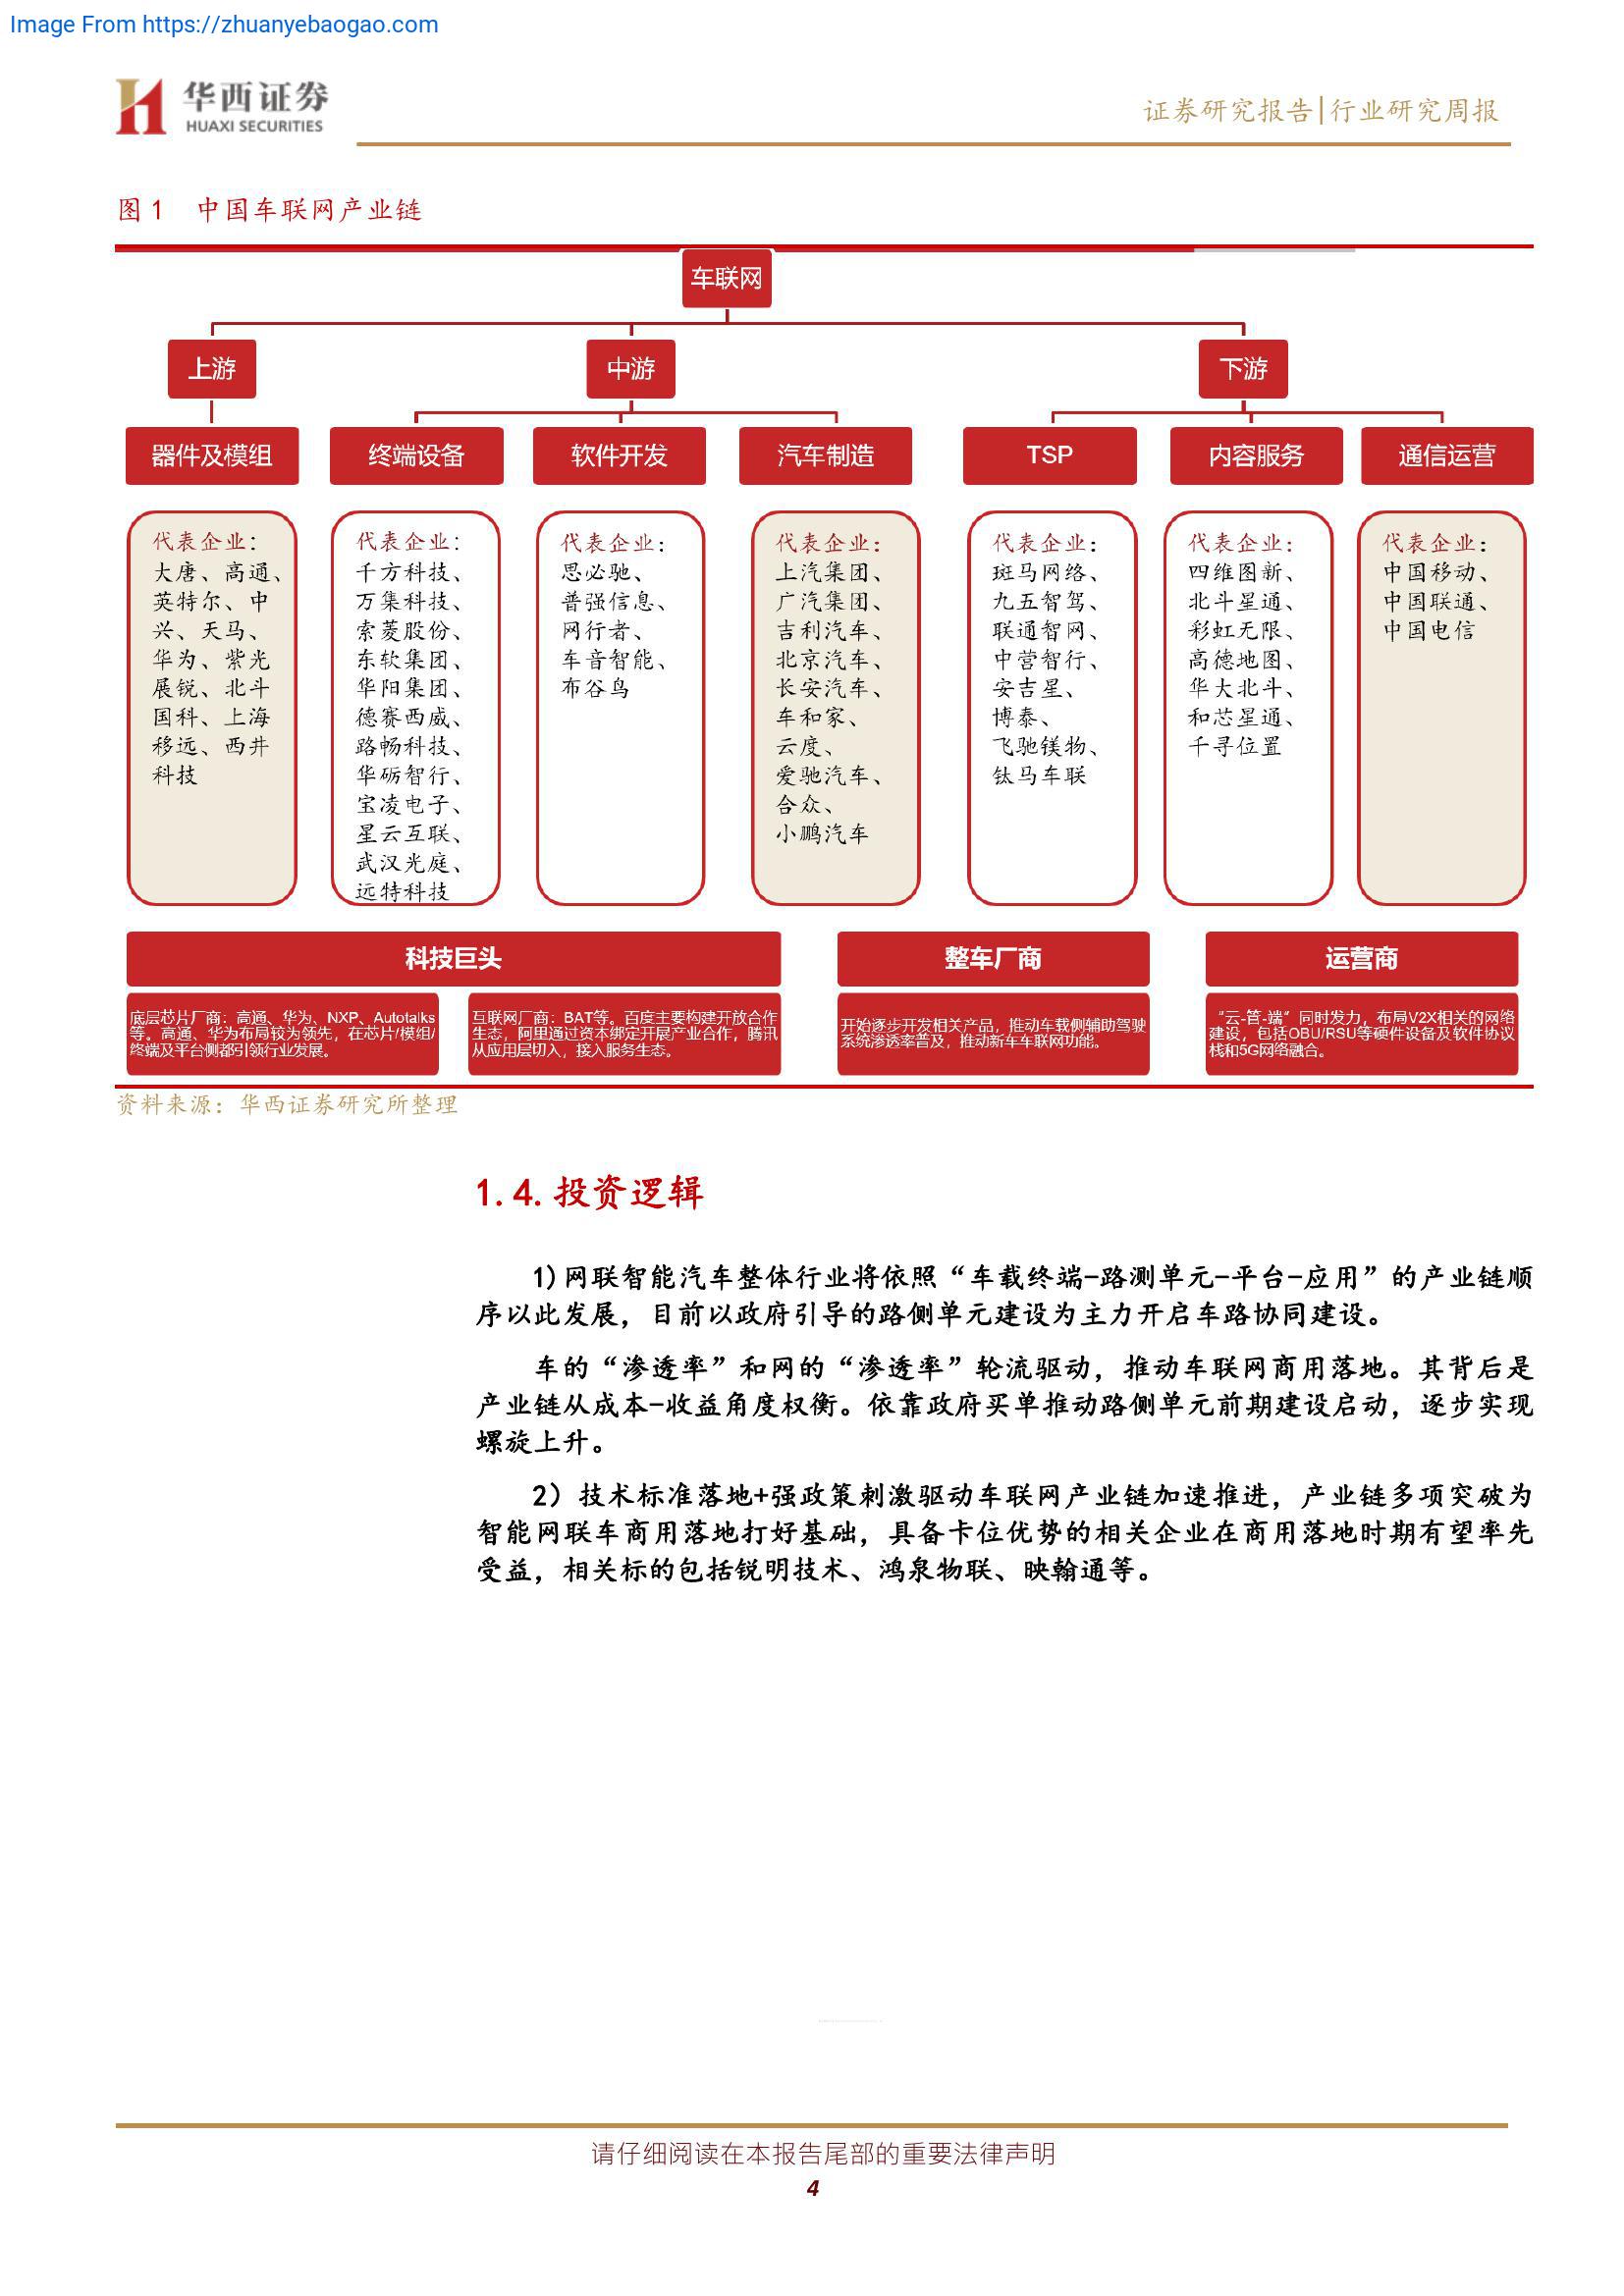 Image From https://zhuanyebaogao.com
华西证券
HUAXI SECURITIES
证券研究报告|行业研究周报
图 1 中国车联网产业链
车联网
上游
中游
下游
器件及模组
终端设备
软件开发
汽车制造
TSP
内容服务
通信运营
代表企业：
大唐、高通、
英特尔、中
兴、天马、
华为、紫光
展锐、北斗
国科、上海
移远、西井
科技
代表企业：
千方科技、
万集科技、
索菱股份、
东软集团、
华阳集团、
德赛西威、
路畅科技、
华砺智行、
宝凌电子、
星云互联、
武汉光庭、
远特科技
代表企业：
思必驰、
普强信息、
网行者、
车音智能、
布谷鸟
代表企业：
上汽集团、
广汽集团、
吉利汽车、
北京汽车、
长安汽车、
车和家、
云度、
爱驰汽车、
合众、
小鹏汽车
代表企业：
斑马网络、
九五智驾、
联通智网、
中营智行、
安吉星、
博泰、
飞驰镁物、
钛马车联
代表企业：
四维图新、
北斗星通、
彩虹无限、
高德地图、
华大北斗、
和芯星通、
千寻位置
代表企业：
中国移动、
中国联通、
中国电信
科技巨头
整车厂商
运营商
底层芯片厂商：高通、华为、NXP、Autotalks
等。高通、华为布局较为领先，在芯片/模组/
终端及平台侧都引领行业发展。
互联网厂商：BAT等。百度主要构建开放合作
生态，阿里通过资本绑定开展产业合作，腾讯
从应用层切入，接入服务生态。
开始逐步开发相关产品，推动车载侧辅助驾驶
系统渗透率普及，推动新车车联网功能。
“云-管-端”同时发力，布局V2X相关的网络
建设，包括OBU/RSU等硬件设备及软件协议
栈和5G网络融合。
资料来源：华西证券研究所整理
1.4.投资逻辑
1)网联智能汽车整体行业将依照“车载终端-路测单元-平台-应用”的产业链顺
序以此发展，目前以政府引导的路侧单元建设为主力开启车路协同建设。
车的“渗透率”和网的“渗透率”轮流驱动，推动车联网商用落地。其背后是
产业链从成本-收益角度权衡。依靠政府买单推动路侧单元前期建设启动，逐步实现
螺旋上升。
2）技术标准落地+强政策刺激驱动车联网产业链加速推进，产业链多项突破为
智能网联车商用落地打好基础，具备卡位优势的相关企业在商用落地时期有望率先
受益，相关标的包括锐明技术、鸿泉物联、映翰通等。
请仔细阅读在本报告尾部的重要法律声明
4